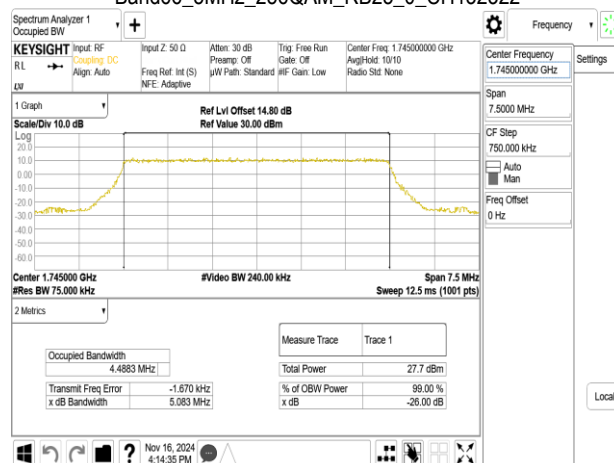 Spectrum Analyzer 1
Occupied BW
Frequency
KEYSIGHT
Input: RF
Coupling: DC
Align: Auto
Input Z: 50 Ω
Freq Ref: Int (S)
NFE: Adaptive
Atten: 30 dB
Preamp: Off
µW Path: Standard
Trig: Free Run
Gate: Off
#IF Gain: Low
Center Freq: 1.745000000 GHz
Avg|Hold: 10/10
Radio Std: None
RL
Center Frequency
1.745000000 GHz
Settings
Span
7.5000 MHz
CF Step
750.000 kHz
Auto
Man
Freq Offset
0 Hz
Local
1 Graph
Scale/Div 10.0 dB
Ref Lvl Offset 14.80 dB
Ref Value 30.00 dBm
Log
20.0
10.0
0.00
-10.0
-20.0
-30.0
-40.0
-50.0
-60.0
Center 1.745000 GHz
#Res BW 75.000 kHz
#Video BW 240.00 kHz
Span 7.5 MHz
Sweep 12.5 ms (1001 pts)
2 Metrics
Measure Trace Trace 1
Occupied Bandwidth
4.4883 MHz
Total Power 27.7 dBm
Transmit Freq Error -1.670 kHz
% of OBW Power 99.00 %
x dB Bandwidth 5.083 MHz
x dB -26.00 dB
Nov 16, 2024
4:14:35 PM